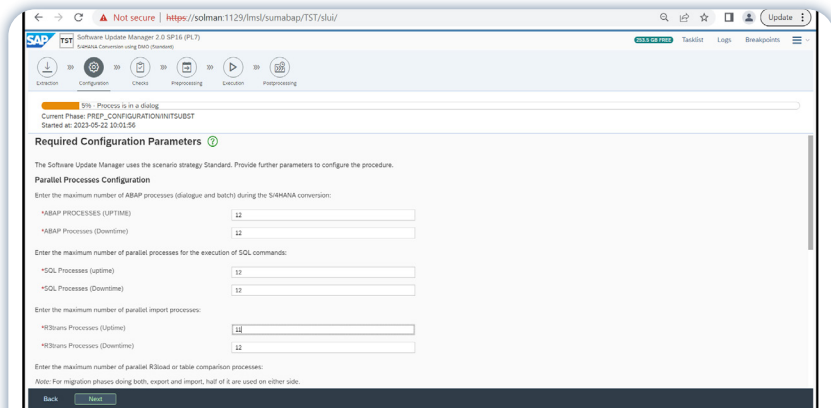 Not secure | https://solman:1129/lmsl/sumabap/TST/slui/
Update
SAP TST Software Update Manager 2.0 SP16 (PL7)
S/4HANA Conversion using DMO (Standard)
253.5 GB FREE Tasklist Logs Breakpoints
Extraction Configuration Checks Preprocessing Execution Postprocessing
5% - Process is in a dialog
Current Phase: PREP_CONFIGURATION/INITSUBST
Started at: 2023-05-22 10:01:56
Required Configuration Parameters
The Software Update Manager uses the scenario strategy Standard. Provide further parameters to configure the procedure.
Parallel Processes Configuration
Enter the maximum number of ABAP processes (dialogue and batch) during the S/4HANA conversion:
*ABAP PROCESSES (UPTIME) 12
*ABAP Processes (Downtime) 12
Enter the maximum number of parallel processes for the execution of SQL commands:
*SQL Processes (uptime) 12
*SQL Processes (Downtime) 12
Enter the maximum number of parallel import processes:
*R3trans Processes (Uptime) 11
*R3trans Processes (Downtime) 12
Enter the maximum number of parallel R3load or table comparison processes:
Note: For migration phases doing both, export and import, half of it are used on either side.
Back Next